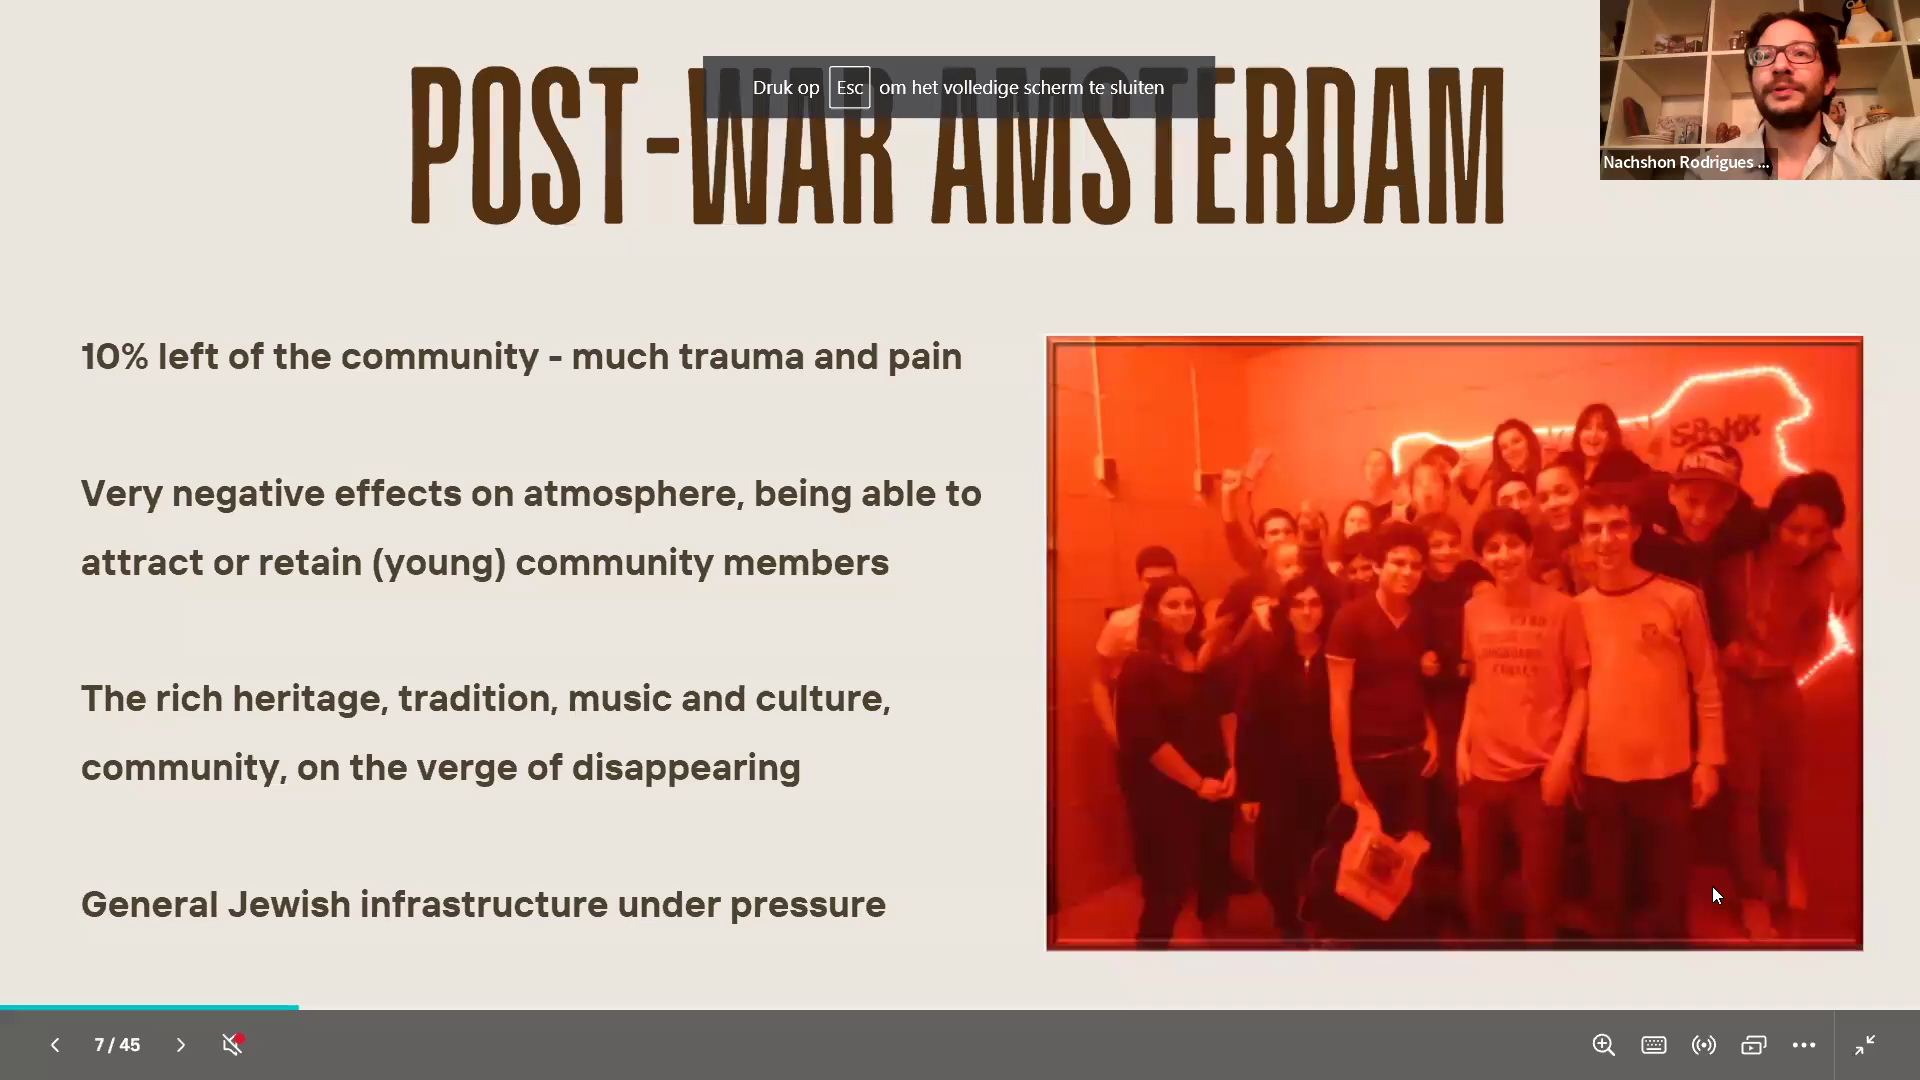 POST-WAR AMSTERDAM
Druk op Esc om het volledige scherm te sluiten
Nachshon Rodrigues ...
10% left of the community - much trauma and pain
Very negative effects on atmosphere, being able to
attract or retain (young) community members
The rich heritage, tradition, music and culture,
community, on the verge of disappearing
General Jewish infrastructure under pressure
7 / 45